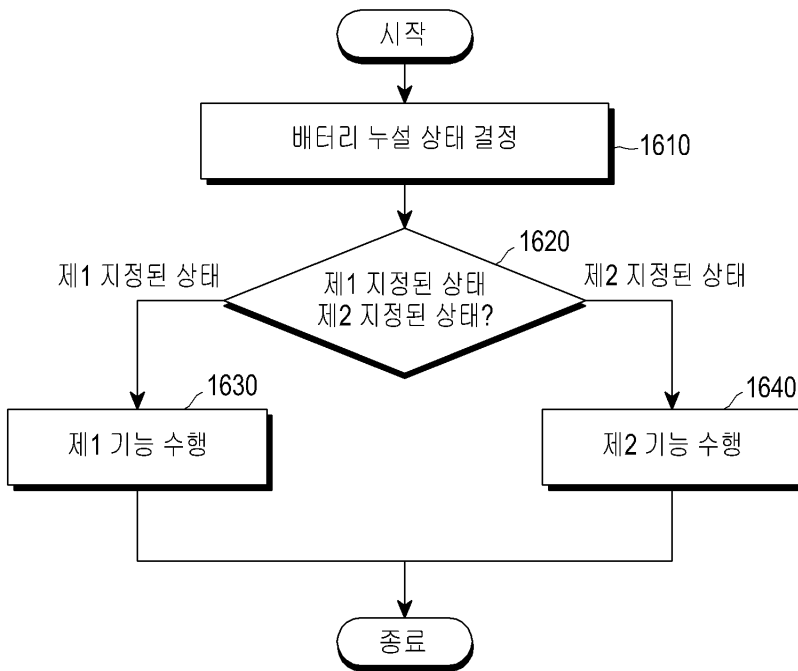 시작
배터리 누설 상태 결정
1610
1620
제1 지정된 상태
제1 지정된 상태
제2 지정된 상태?
제2 지정된 상태
1630
제1 기능 수행
1640
제2 기능 수행
종료